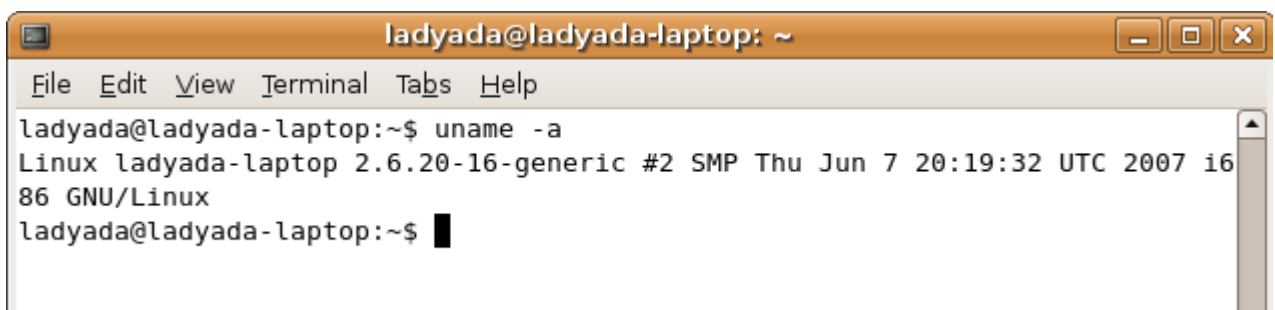 ladyada@ladyada-laptop: ~
File Edit View Terminal Tabs Help
ladyada@ladyada-laptop:~$ uname -a
Linux ladyada-laptop 2.6.20-16-generic #2 SMP Thu Jun 7 20:19:32 UTC 2007 i6
86 GNU/Linux
ladyada@ladyada-laptop:~$